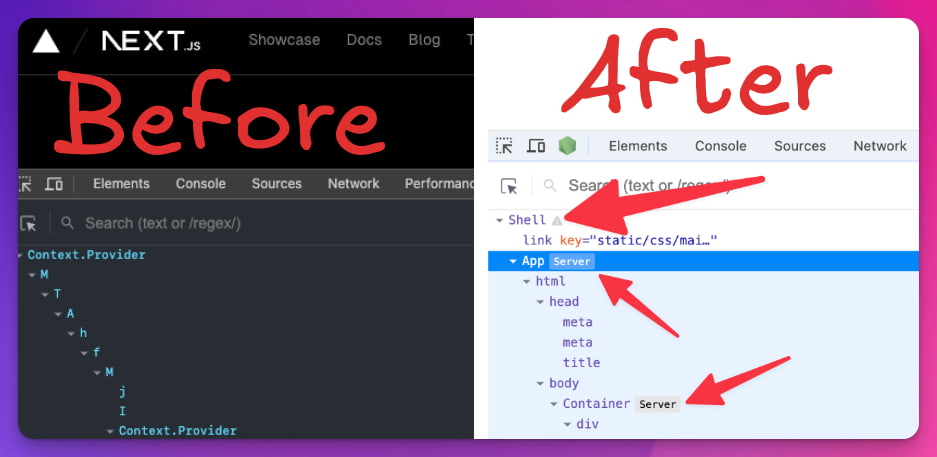 NEXT.JS Showcase Docs Blog T
Before
Elements Console Sources Network Performanc
Search (text or /regex/)
Context.Provider
M
T
A
h
f
M
j
I
Context.Provider
After
Elements Console Sources Network
Search (text or /regex/)
Shell
link key="static/css/mai…"
App Server
html
head
meta
meta
title
body
Container Server
div